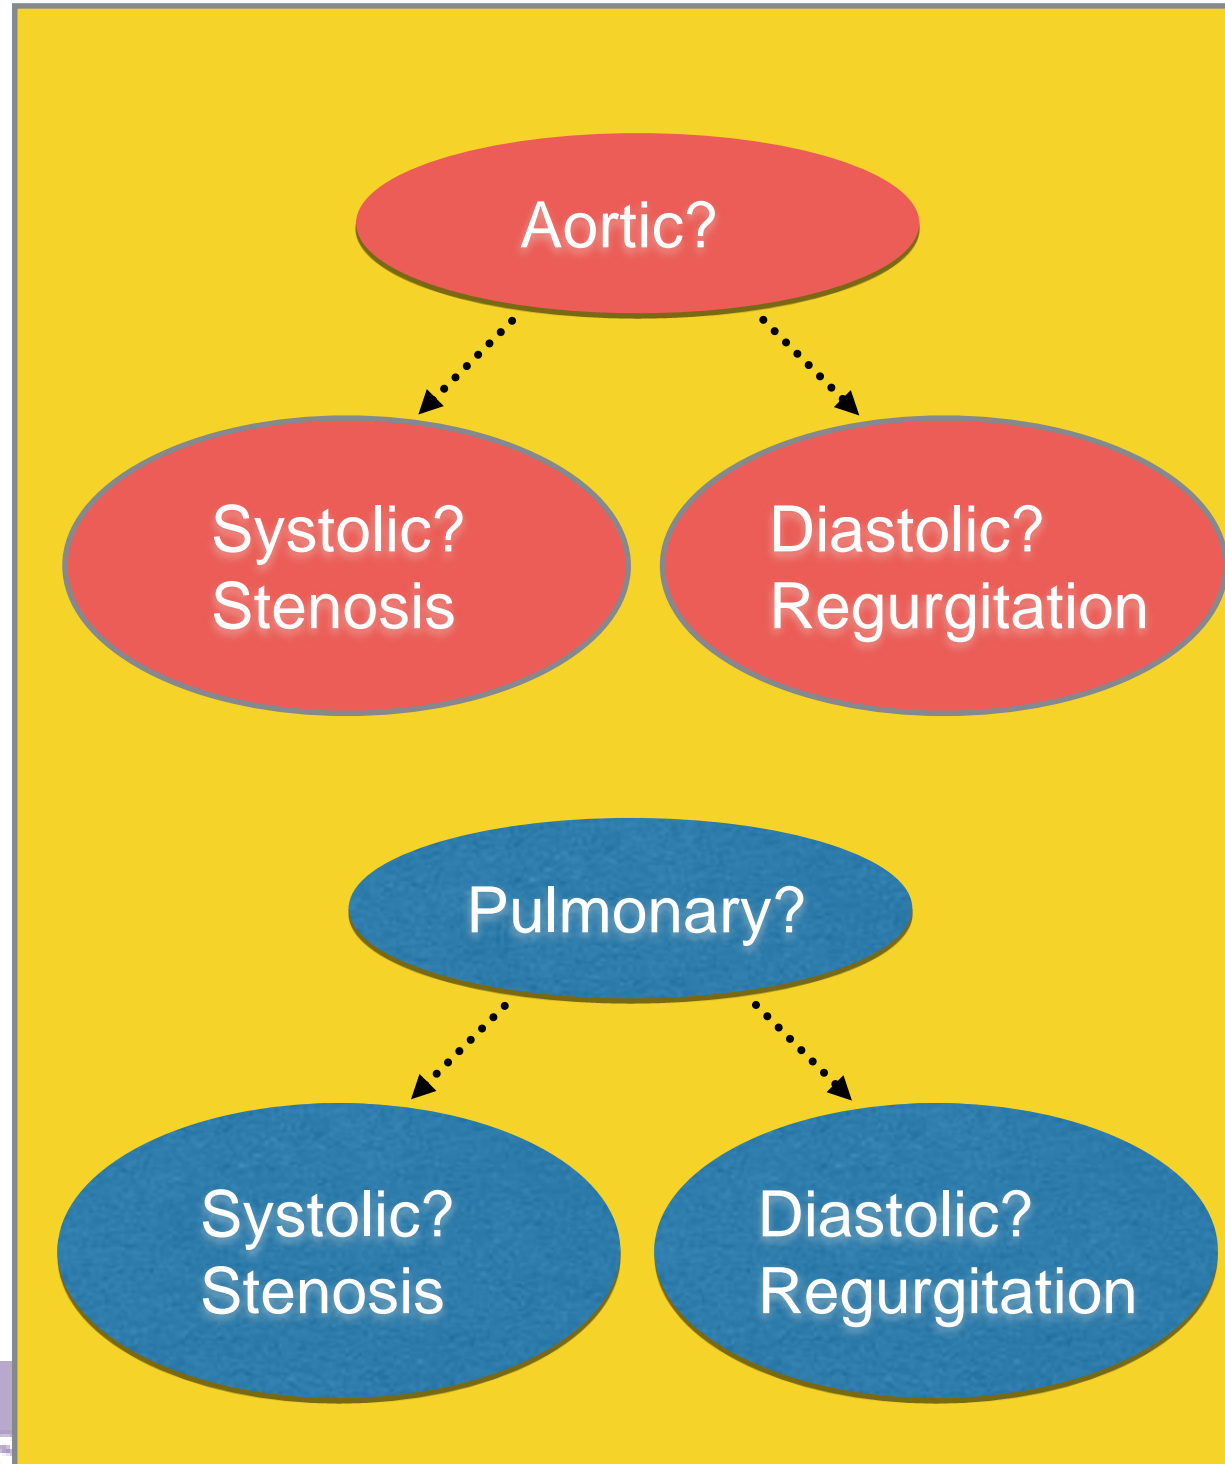 Aortic?
Systolic?
Stenosis
Diastolic?
Regurgitation
Pulmonary?
Systolic?
Stenosis
Diastolic?
Regurgitation